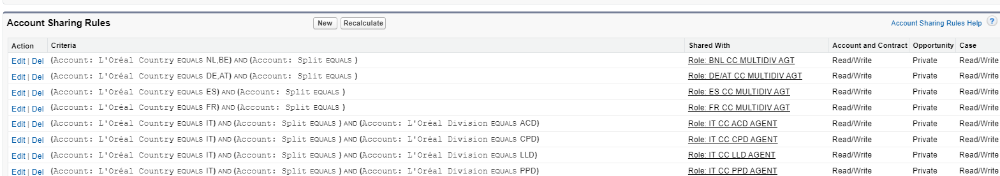 Account Sharing Rules New Recalculate Account Sharing Rules Help ?
Action Criteria Shared With Account and Contract Opportunity Case
Edit | Del (Account: L'Oréal Country EQUALS NL,BE) AND (Account: Split EQUALS ) Role: BNL CC MULTIDIV AGT Read/Write Private Read/Write
Edit | Del (Account: L'Oréal Country EQUALS DE,AT) AND (Account: Split EQUALS ) Role: DE/AT CC MULTIDIV AGT Read/Write Private Read/Write
Edit | Del (Account: L'Oréal Country EQUALS ES) AND (Account: Split EQUALS ) Role: ES CC MULTIDIV AGT Read/Write Private Read/Write
Edit | Del (Account: L'Oréal Country EQUALS FR) AND (Account: Split EQUALS ) Role: FR CC MULTIDIV AGT Read/Write Private Read/Write
Edit | Del (Account: L'Oréal Country EQUALS IT) AND (Account: Split EQUALS ) AND (Account: L'Oréal Division EQUALS ACD) Role: IT CC ACD AGENT Read/Write Private Read/Write
Edit | Del (Account: L'Oréal Country EQUALS IT) AND (Account: Split EQUALS ) AND (Account: L'Oréal Division EQUALS CPD) Role: IT CC CPD AGENT Read/Write Private Read/Write
Edit | Del (Account: L'Oréal Country EQUALS IT) AND (Account: Split EQUALS ) AND (Account: L'Oréal Division EQUALS LLD) Role: IT CC LLD AGENT Read/Write Private Read/Write
Edit | Del (Account: L'Oréal Country EQUALS IT) AND (Account: Split EQUALS ) AND (Account: L'Oréal Division EQUALS PPD) Role: IT CC PPD AGENT Read/Write Private Read/Write